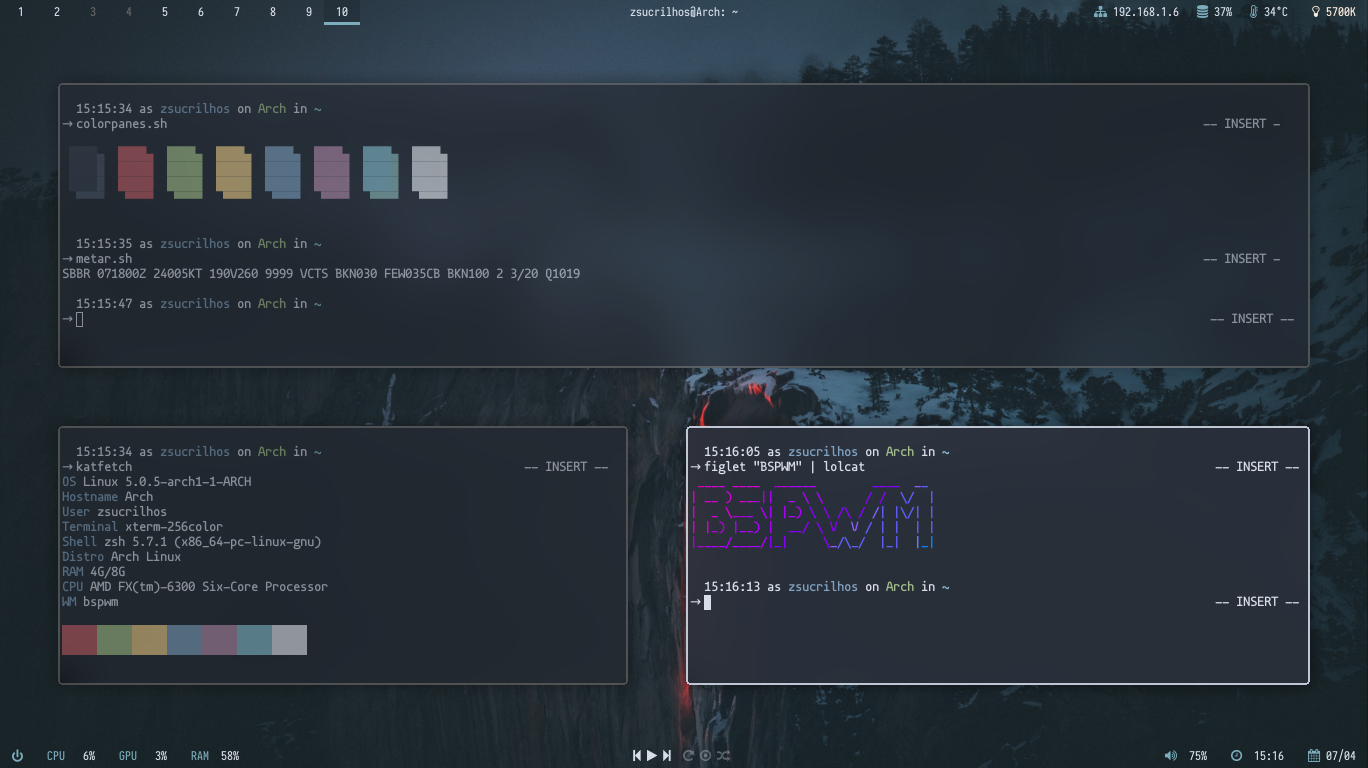 1 2 3 4 5 6 7 8 9 10 zsucrilhos@Arch: ~ 192.168.1.6 37% 34°C 5700K
15:15:34 as zsucrilhos on Arch in ~
→ colorpanes.sh -- INSERT -
15:15:35 as zsucrilhos on Arch in ~
→ metar.sh -- INSERT -
SBBR 071800Z 24005KT 190V260 9999 VCTS BKN030 FEW035CB BKN100 2 3/20 Q1019
15:15:47 as zsucrilhos on Arch in ~
→ -- INSERT --
15:15:34 as zsucrilhos on Arch in ~
→ katfetch -- INSERT --
OS Linux 5.0.5-arch1-1-ARCH
Hostname Arch
User zsucrilhos
Terminal xterm-256color
Shell zsh 5.7.1 (x86_64-pc-linux-gnu)
Distro Arch Linux
RAM 4G/8G
CPU AMD FX(tm)-6300 Six-Core Processor
WM bspwm
15:16:05 as zsucrilhos on Arch in ~
→ figlet "BSPWM" | lolcat -- INSERT --
BSPWM
15:16:13 as zsucrilhos on Arch in ~
→ -- INSERT --
CPU 6% GPU 3% RAM 58% 75% 15:16 07/04